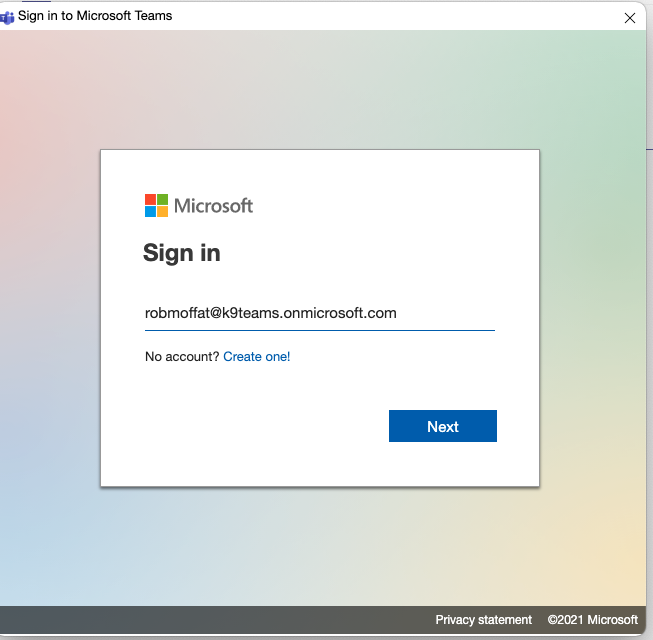 Sign in to Microsoft Teams
Microsoft
Sign in
robmoffat@k9teams.onmicrosoft.com
No account? Create one!
Next
Privacy statement ©2021 Microsoft